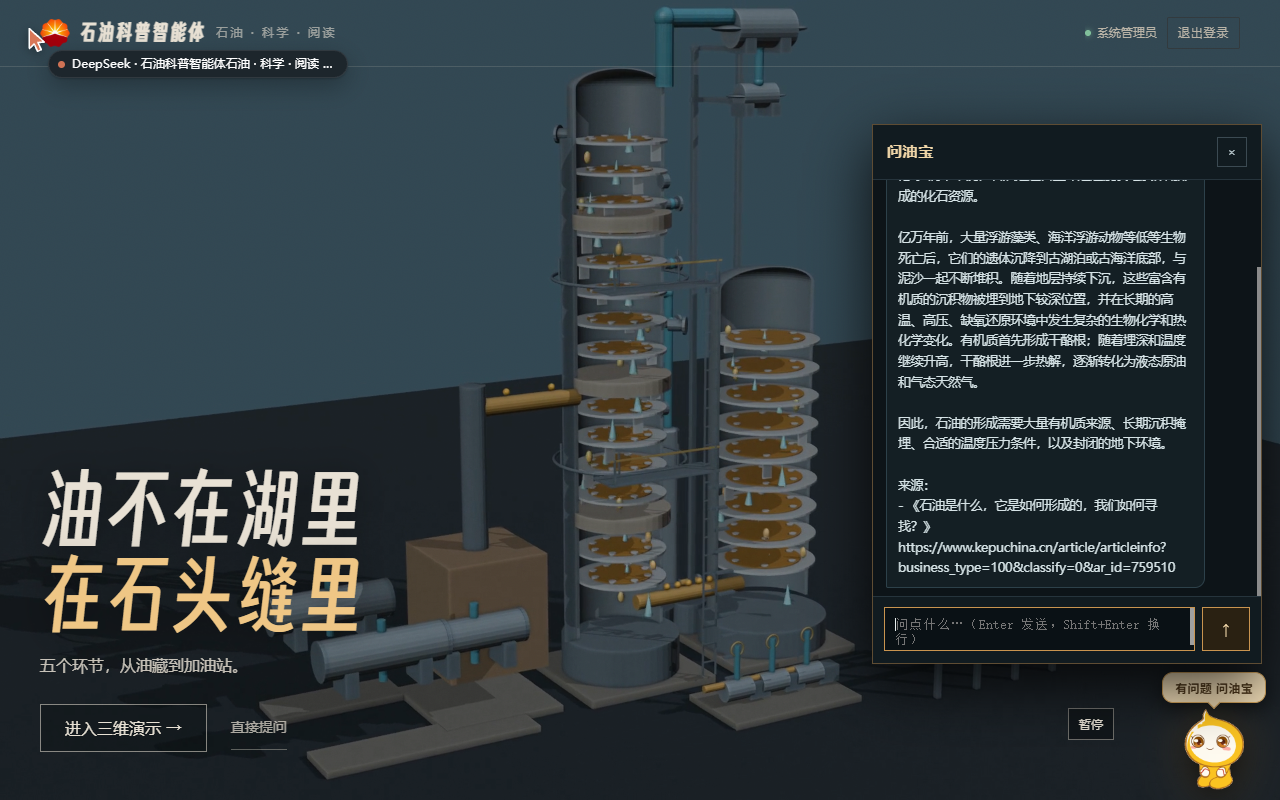 石油科普智能体
石油 · 科学 · 阅读
系统管理员
退出登录
DeepSeek · 石油科普智能体石油 · 科学 · 阅读 ...
问油宝
×
成的化石资源。
亿万年前，大量浮游藻类、海洋浮游动物等低等生物
死亡后，它们的遗体沉降到古湖泊或古海洋底部，与
泥沙一起不断堆积。随着地层持续下沉，这些富含有
机质的沉积物被埋到地下较深位置，并在长期的高
温、高压、缺氧还原环境中发生复杂的生物化学和热
化学变化。有机质首先形成干酪根；随着埋深和温度
继续升高，干酪根进一步热解，逐渐转化为液态原油
和气态天然气。
因此，石油的形成需要大量有机质来源、长期沉积掩
埋、合适的温度压力条件，以及封闭的地下环境。
来源：
- 《石油是什么，它是如何形成的，我们如何寻
找？》
https://www.kepuchina.cn/article/articleinfo?
business_type=100&classify=0&ar_id=759510
问点什么…（Enter 发送，Shift+Enter 换
行）
↑
油不在湖里
在石头缝里
五个环节，从油藏到加油站。
进入三维演示 →
直接提问
暂停
有问题 问油宝